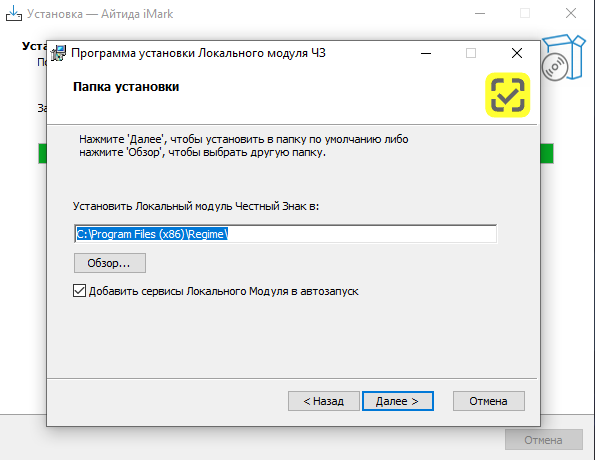 Установка — Айтида iMark
Программа установки Локального модуля ЧЗ
Папка установки
Нажмите 'Далее', чтобы установить в папку по умолчанию либо
нажмите 'Обзор', чтобы выбрать другую папку.
Установить Локальный модуль Честный Знак в:
C:\Program Files (x86)\Regime\
Обзор...
Добавить сервисы Локального Модуля в автозапуск
< Назад
Далее >
Отмена
Отмена